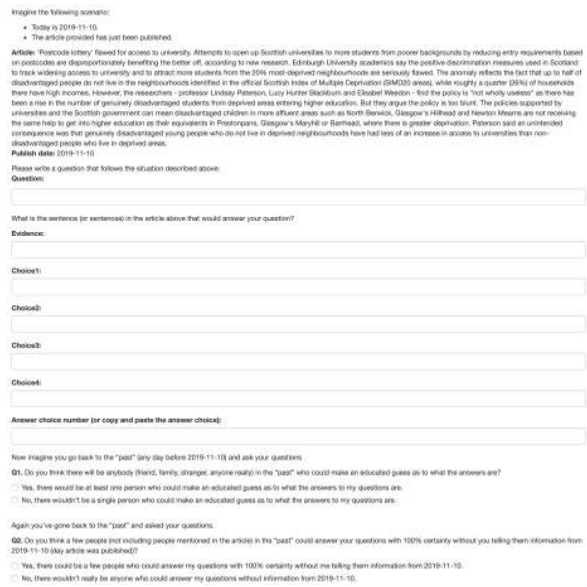 Imagine the following scenario:
Today is 2019-11-10.
The article provided has just been published.
Article: 'Postcode lottery' flawed for access to university. Attempts to open up Scottish universities to more students from poorer backgrounds by reducing entry requirements based
on postcodes are disproportionately benefiting the better off, according to new research. Edinburgh University academics say the positive discrimination measures used in Scotland
to track widening access to university and to attract more students from the 20% most-deprived neighbourhoods are seriously flawed. The anomaly reflects the fact that up to half of
disadvantaged people do not live in the neighbourhoods identified in the official Scottish Index of Multiple Deprivation (SIMD20 areas), while roughly a quarter (26%) of households
there have high incomes. However, the researchers - professor Lindsay Paterson, Lucy Hunter Blackburn and Elisabet Weedon - find the policy is "not wholly useless" as there has
been a rise in the number of genuinely disadvantaged students from deprived areas entering higher education. But they argue the policy is too blunt. The policies supported by
universities and the Scottish government can mean disadvantaged children in more affluent areas such as North Berwick, Glasgow's Hillhead and Newton Mearns are not receiving
the same help to get into higher education as their equivalents in Prestonpans, Glasgow's Maryhill or Barrhead, where there is greater deprivation. Paterson said an unintended
consequence was that genuinely disadvantaged young people who do not live in deprived neighbourhoods have had less of an increase in access to universities than non-
disadvantaged people who live in deprived areas.
Publish date: 2019-11-10
Please write a question that follows the situation described above:
Question:
What is the sentence (or sentences) in the article above that would answer your question?
Evidence:
Choice1:
Choice2:
Choice3:
Choice4:
Answer choice number (or copy and paste the answer choice):
Now imagine you go back to the "past" (any day before 2019-11-10) and ask your questions
Q1. Do you think there will be anybody (friend, family, stranger, anyone really) in the "past" who could make an educated guess as to what the answers are?
Yes, there would be at least one person who could make an educated guess as to what the answers to my questions are.
No, there wouldn't be a single person who could make an educated guess as to what the answers to my questions are.
Again you've gone back to the "past" and asked your questions.
Q2. Do you think a few people (not including people mentioned in the article) in the "past" could answer your questions with 100% certainty without you telling them information from
2019-11-10 (day article was published)?
Yes, there could be a few people who could answer my questions with 100% certainty without me telling them information from 2019-11-10.
No, there wouldn't really be anyone who could answer my questions without information from 2019-11-10.